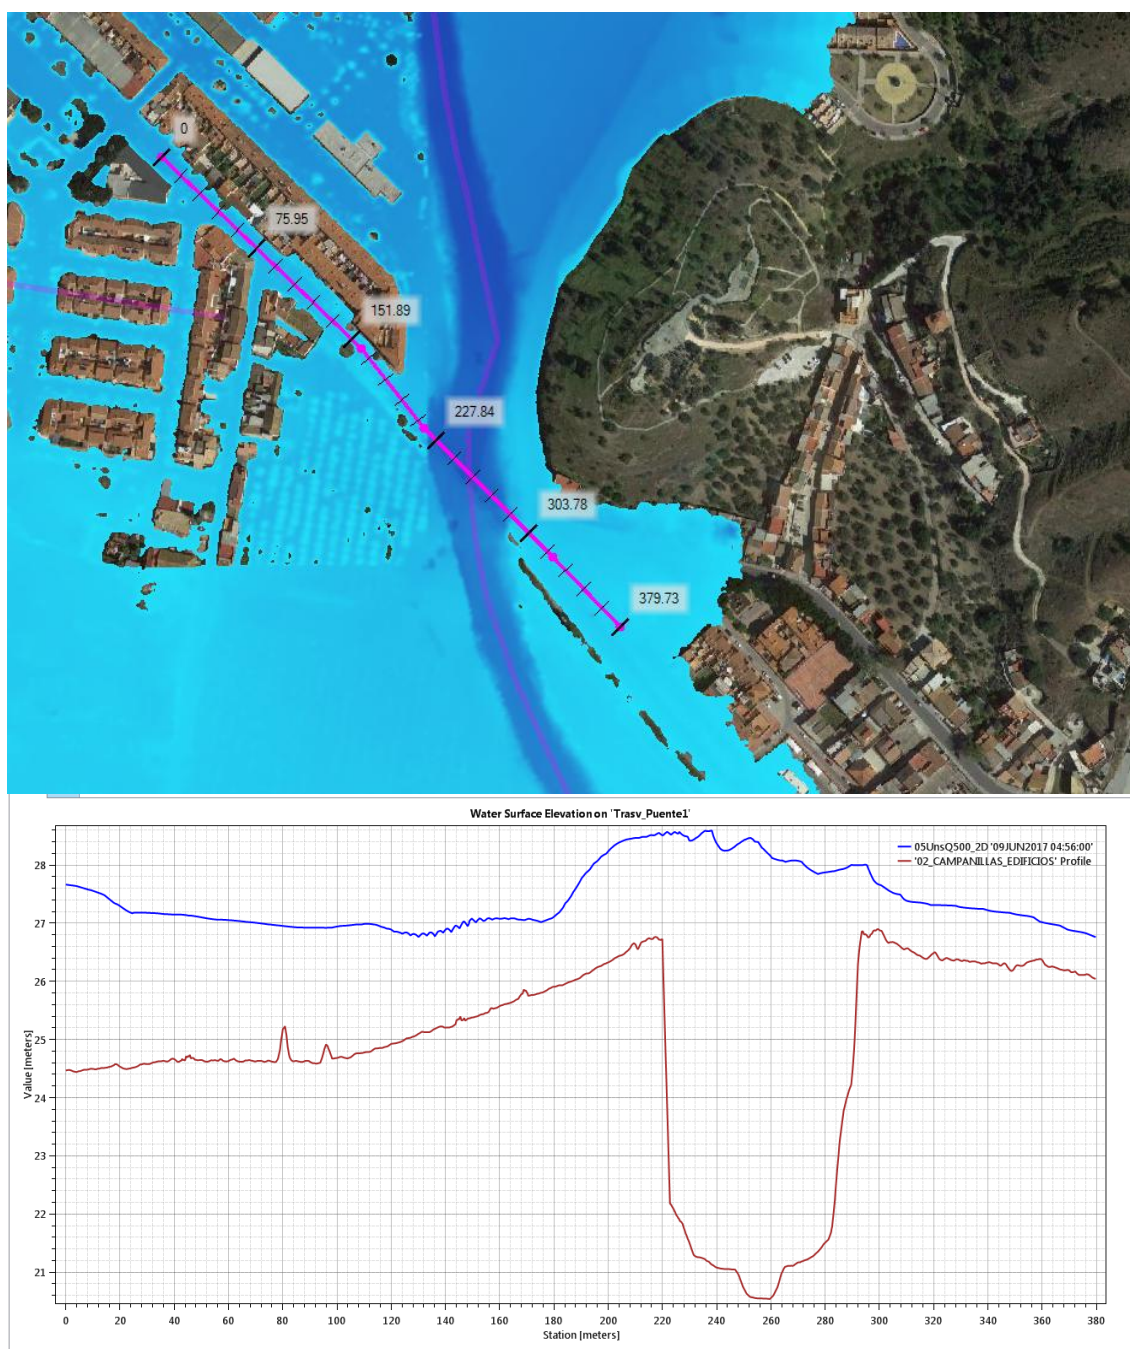 0
75.95
151.89
227.84
303.78
379.73
Water Surface Elevation on 'Trasv_Puente1'
05UnsQ500_2D '09JUN2017 04:56:00'
'02_CAMPANILLAS_EDIFICIOS' Profile
28
27
26
25
24
23
22
21
Value [meters]
0 20 40 60 80 100 120 140 160 180 200 220 240 260 280 300 320 340 360 380
Station [meters]